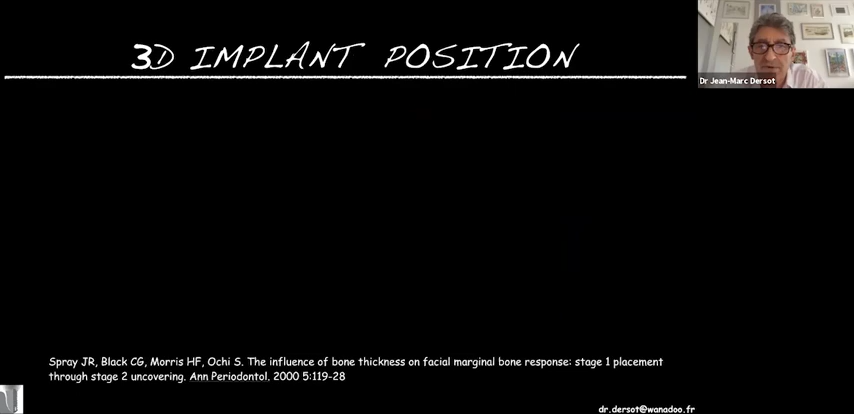 3D IMPLANT POSITION
Dr Jean-Marc Dersot
Spray JR, Black CG, Morris HF, Ochi S. The influence of bone thickness on facial marginal bone response: stage 1 placement
through stage 2 uncovering. Ann Periodontol. 2000 5:119-28
dr.dersot@wanadoo.fr